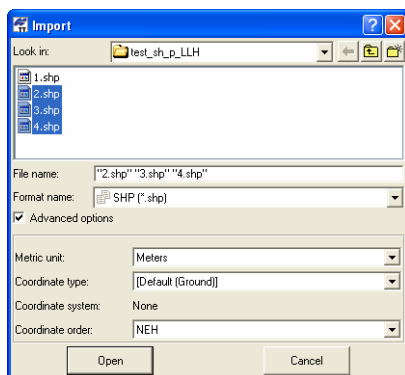 Import
Look in: test_sh_p_LLH
1.shp
2.shp
3.shp
4.shp
File name: "2.shp" "3.shp" "4.shp"
Format name: SHP (*.shp)
Advanced options
Metric unit: Meters
Coordinate type: [Default (Ground)]
Coordinate system: None
Coordinate order: NEH
Open Cancel